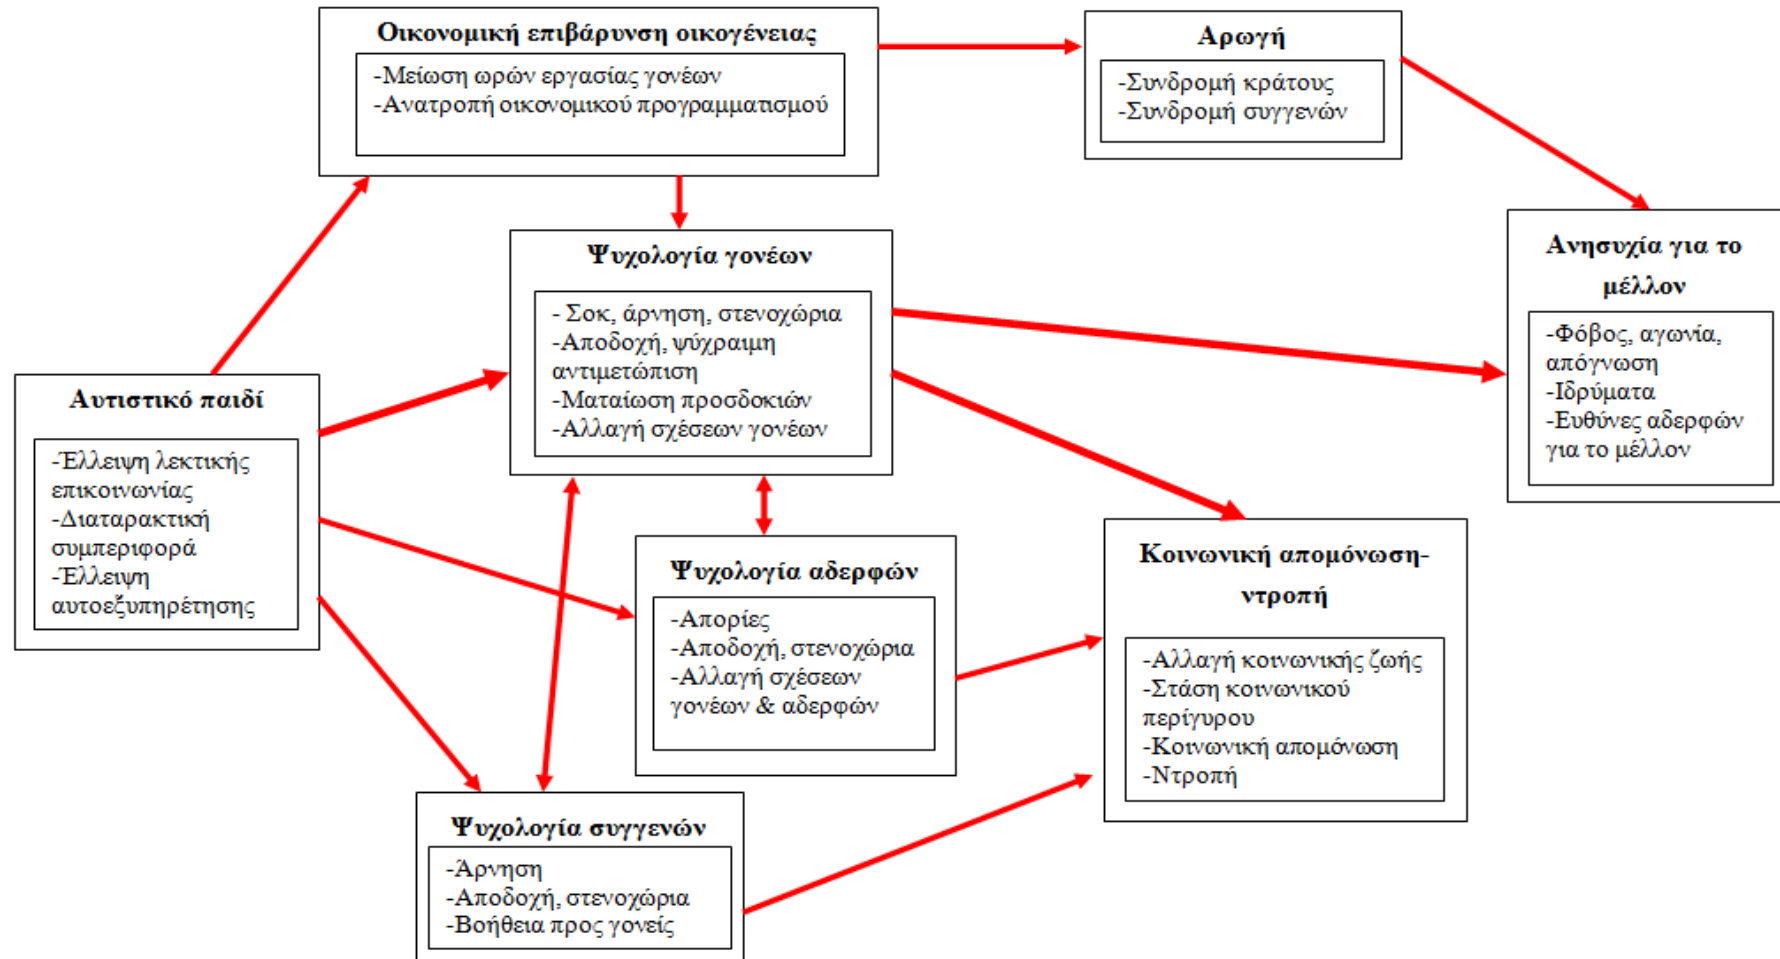 Οικονομική επιβάρυνση οικογένειας
-Μείωση ωρών εργασίας γονέων
-Ανατροπή οικονομικού προγραμματισμού
Αρωγή
-Συνδρομή κράτους
-Συνδρομή συγγενών
Ψυχολογία γονέων
- Σοκ, άρνηση, στενοχώρια
-Αποδοχή, ψύχραιμη
αντιμετώπιση
-Ματαίωση προσδοκιών
-Αλλαγή σχέσεων γονέων
Ανησυχία για το
μέλλον
-Φόβος, αγωνία,
απόγνωση
-Ιδρύματα
-Ευθύνες αδερφών
για το μέλλον
Αυτιστικό παιδί
-Έλλειψη λεκτικής
επικοινωνίας
-Διαταρακτική
συμπεριφορά
-Έλλειψη
αυτοεξυπηρέτησης
Ψυχολογία αδερφών
-Απορίες
-Αποδοχή, στενοχώρια
-Αλλαγή σχέσεων
γονέων & αδερφών
Κοινωνική απομόνωση-
ντροπή
-Αλλαγή κοινωνικής ζωής
-Στάση κοινωνικού
περίγυρου
-Κοινωνική απομόνωση
-Ντροπή
Ψυχολογία συγγενών
-Άρνηση
-Αποδοχή, στενοχώρια
-Βοήθεια προς γονείς